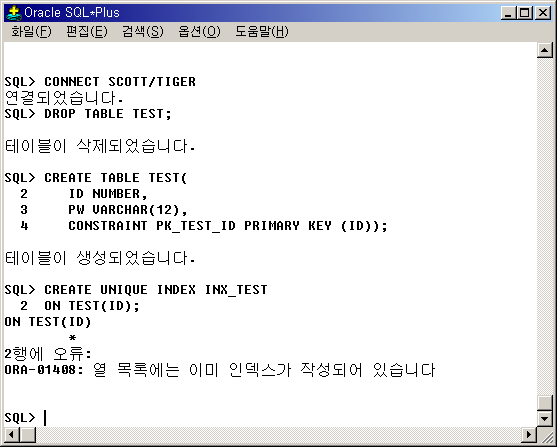 Oracle SQL*Plus
화일(F) 편집(E) 검색(S) 옵션(O) 도움말(H)
SQL> CONNECT SCOTT/TIGER
연결되었습니다.
SQL> DROP TABLE TEST;
테이블이 삭제되었습니다.
SQL> CREATE TABLE TEST(
2 ID NUMBER,
3 PW VARCHAR(12),
4 CONSTRAINT PK_TEST_ID PRIMARY KEY (ID));
테이블이 생성되었습니다.
SQL> CREATE UNIQUE INDEX INX_TEST
2 ON TEST(ID);
ON TEST(ID)
*
2행에 오류:
ORA-01408: 열 목록에는 이미 인덱스가 작성되어 있습니다
SQL>